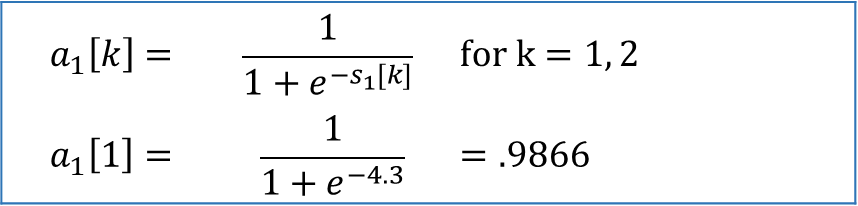 a₁[k] = 1 / (1 + e^(−s₁[k])) for k = 1, 2
a₁[1] = 1 / (1 + e^(−4.3)) = .9866